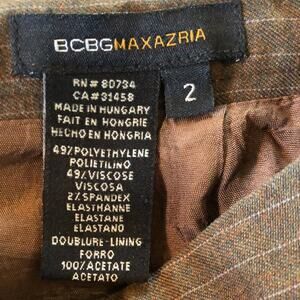 BCBGMAXAZRIA
2
RN# 80734
CA# 31458
MADE IN HUNGARY
FAIT EN HONGRIE
HECHO EN HONGRIA
49% POLYETHYLENE
POLIETILINO
49% VISCOSE
VISCOSA
2% SPANDEX
ELASTHANNE
ELASTANE
ELASTANO
DOUBLURE-LINING
FORRO
100% ACETATE
ACETATO